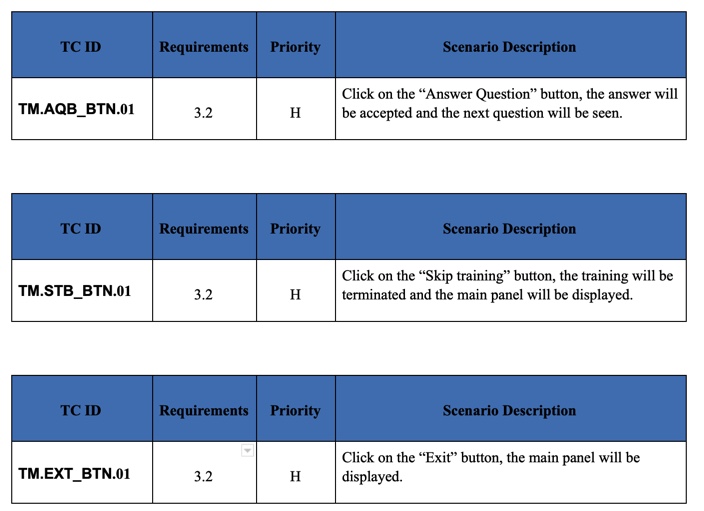 TC ID Requirements Priority Scenario Description
TM.AQB_BTN.01 3.2 H Click on the “Answer Question” button, the answer will
be accepted and the next question will be seen.
TC ID Requirements Priority Scenario Description
TM.STB_BTN.01 3.2 H Click on the “Skip training” button, the training will be
terminated and the main panel will be displayed.
TC ID Requirements Priority Scenario Description
TM.EXT_BTN.01 3.2 H Click on the “Exit” button, the main panel will be
displayed.